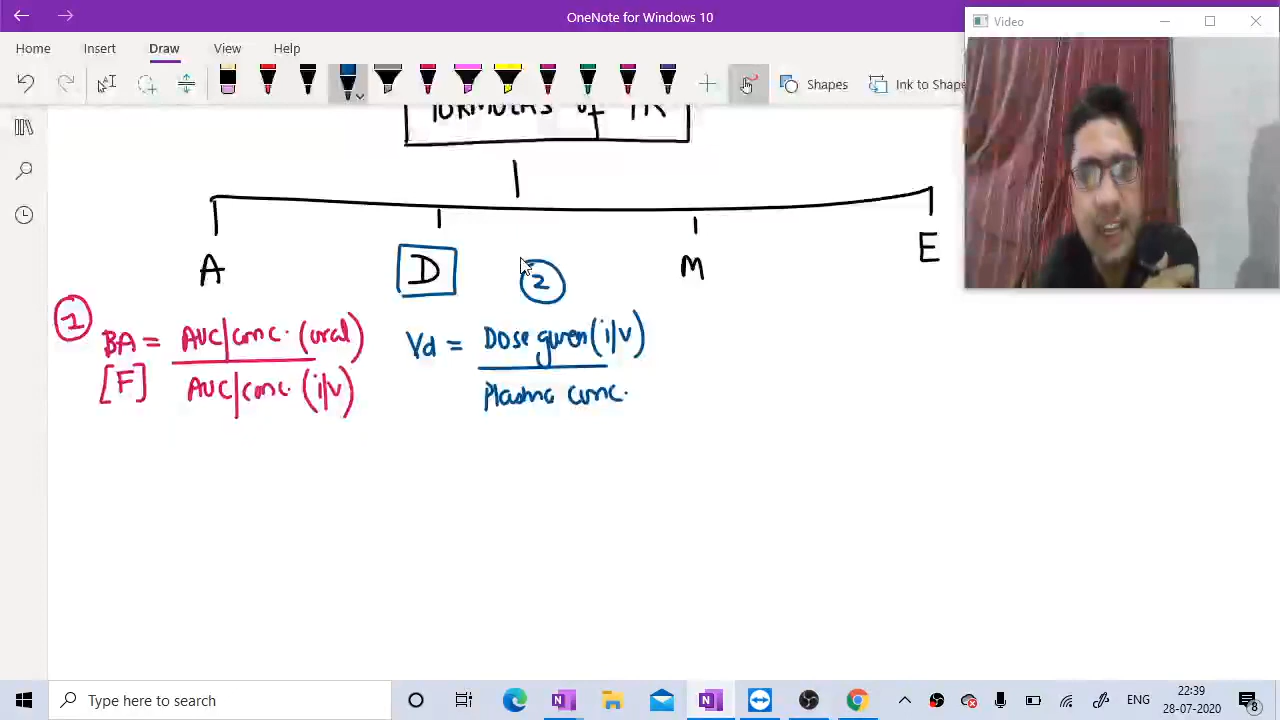 OneNote for Windows 10
Video
Home Insert Draw View Help
Shapes
Ink to Shape
FORMULAS of PK
A D M E
2
1
BA = AUC/conc. (oral)
[F] AUC/conc. (i/v)
Vd = Dose given (i/v)
Plasma conc.
Type here to search
ENG
22:39
28-07-2020
8